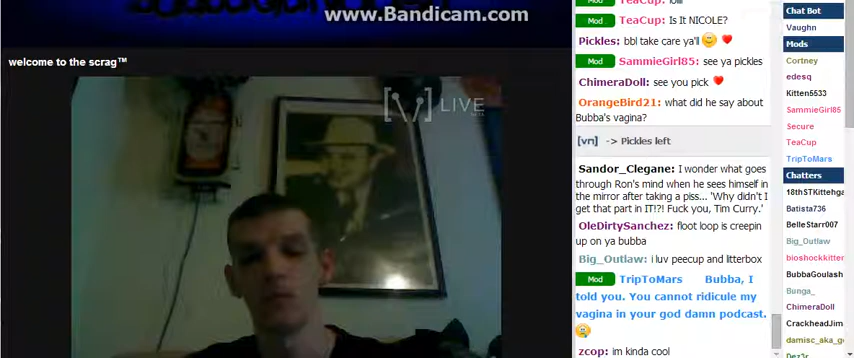 www.Bandicam.com
welcome to the scrag™
LIVE
TeaCup: lolll
Mod TeaCup: Is It NICOLE?
Pickles: bbl take care ya'll
Mod SammieGirl85: see ya pickles
ChimeraDoll: see you pick
OrangeBird21: what did he say about
Bubba's vagina?
[vn] -> Pickles left
Sandor_Clegane: I wonder what goes
through Ron's mind when he sees himself in
the mirror after taking a piss... 'Why didn't I
get that part in IT!?! Fuck you, Tim Curry.'
OleDirtySanchez: floot loop is creepin
up on ya bubba
Big_Outlaw: i luv peecup and litterbox
Mod TripToMars Bubba, I
told you. You cannot ridicule my
vagina in your god damn podcast.
zcop: im kinda cool
Chat Bot
Vaughn
Mods
Cortney
edesq
Kitten5533
SammieGirl85
Secure
TeaCup
TripToMars
Chatters
18thSTKittehga
Batista736
BelleStarr007
Big_Outlaw
bioshockkitter
BubbaGoulash
Bunga_
ChimeraDoll
CrackheadJim
damisc_aka_g
Dez3r